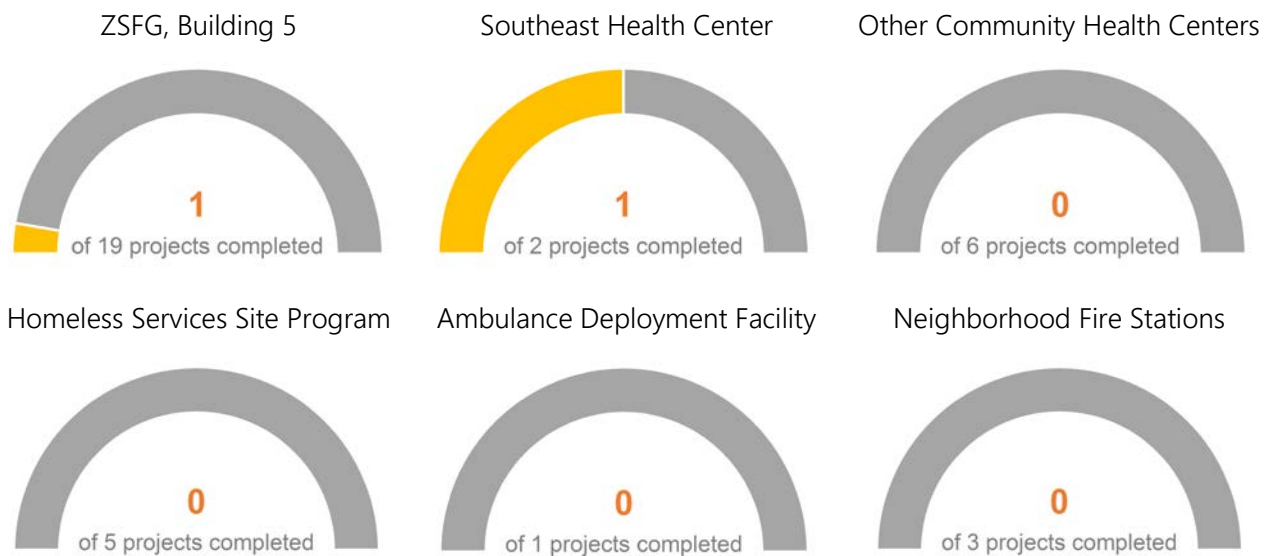 ZSFG, Building 5
Southeast Health Center
Other Community Health Centers
1
of 19 projects completed
1
of 2 projects completed
0
of 6 projects completed
Homeless Services Site Program
Ambulance Deployment Facility
Neighborhood Fire Stations
0
of 5 projects completed
0
of 1 projects completed
0
of 3 projects completed